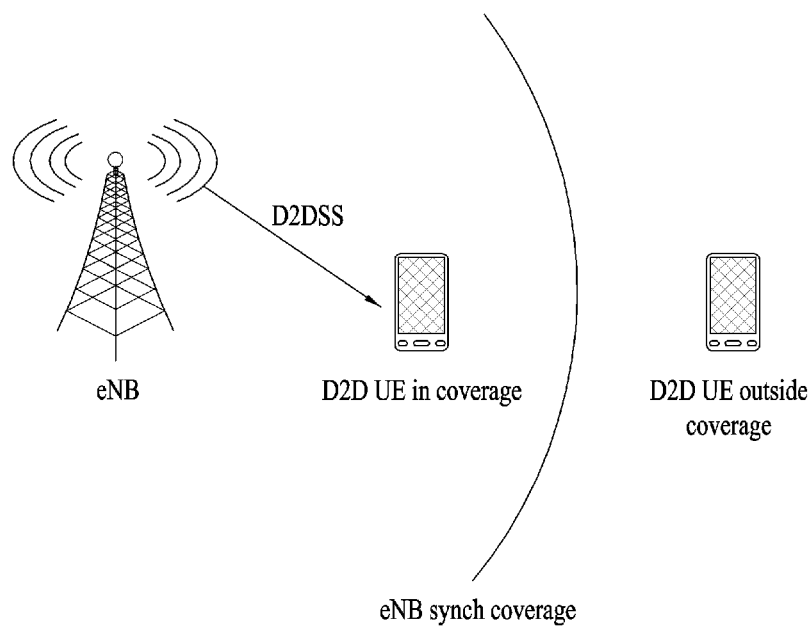 D2DSS
eNB
D2D UE in coverage
D2D UE outside
coverage
eNB synch coverage